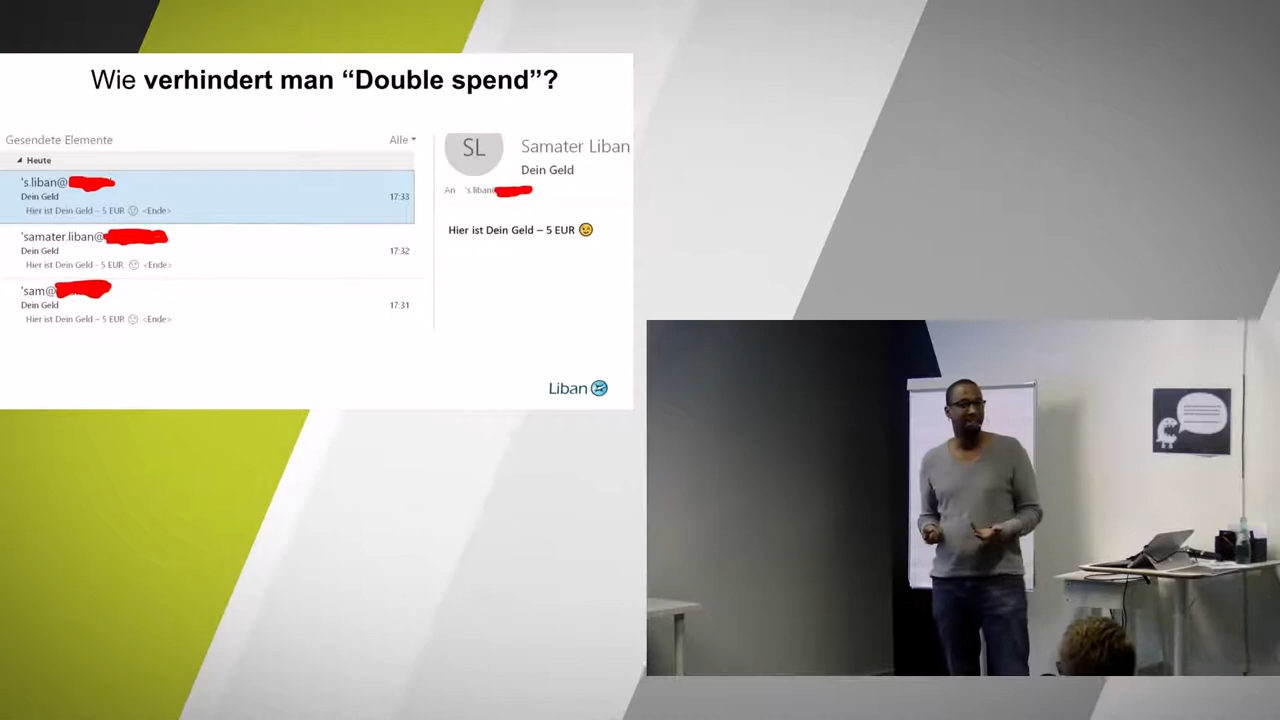 Wie verhindert man “Double spend”?
Gesendete Elemente
Alle
Heute
's.liban@
Dein Geld
17:33
Hier ist Dein Geld – 5 EUR ☺ <Ende>
'samater.liban@
Dein Geld
17:32
Hier ist Dein Geld – 5 EUR ☺ <Ende>
'sam@
Dein Geld
17:31
Hier ist Dein Geld – 5 EUR ☺ <Ende>
SL
Samater Liban
Dein Geld
An 's.liban@
Hier ist Dein Geld – 5 EUR 😉
Liban